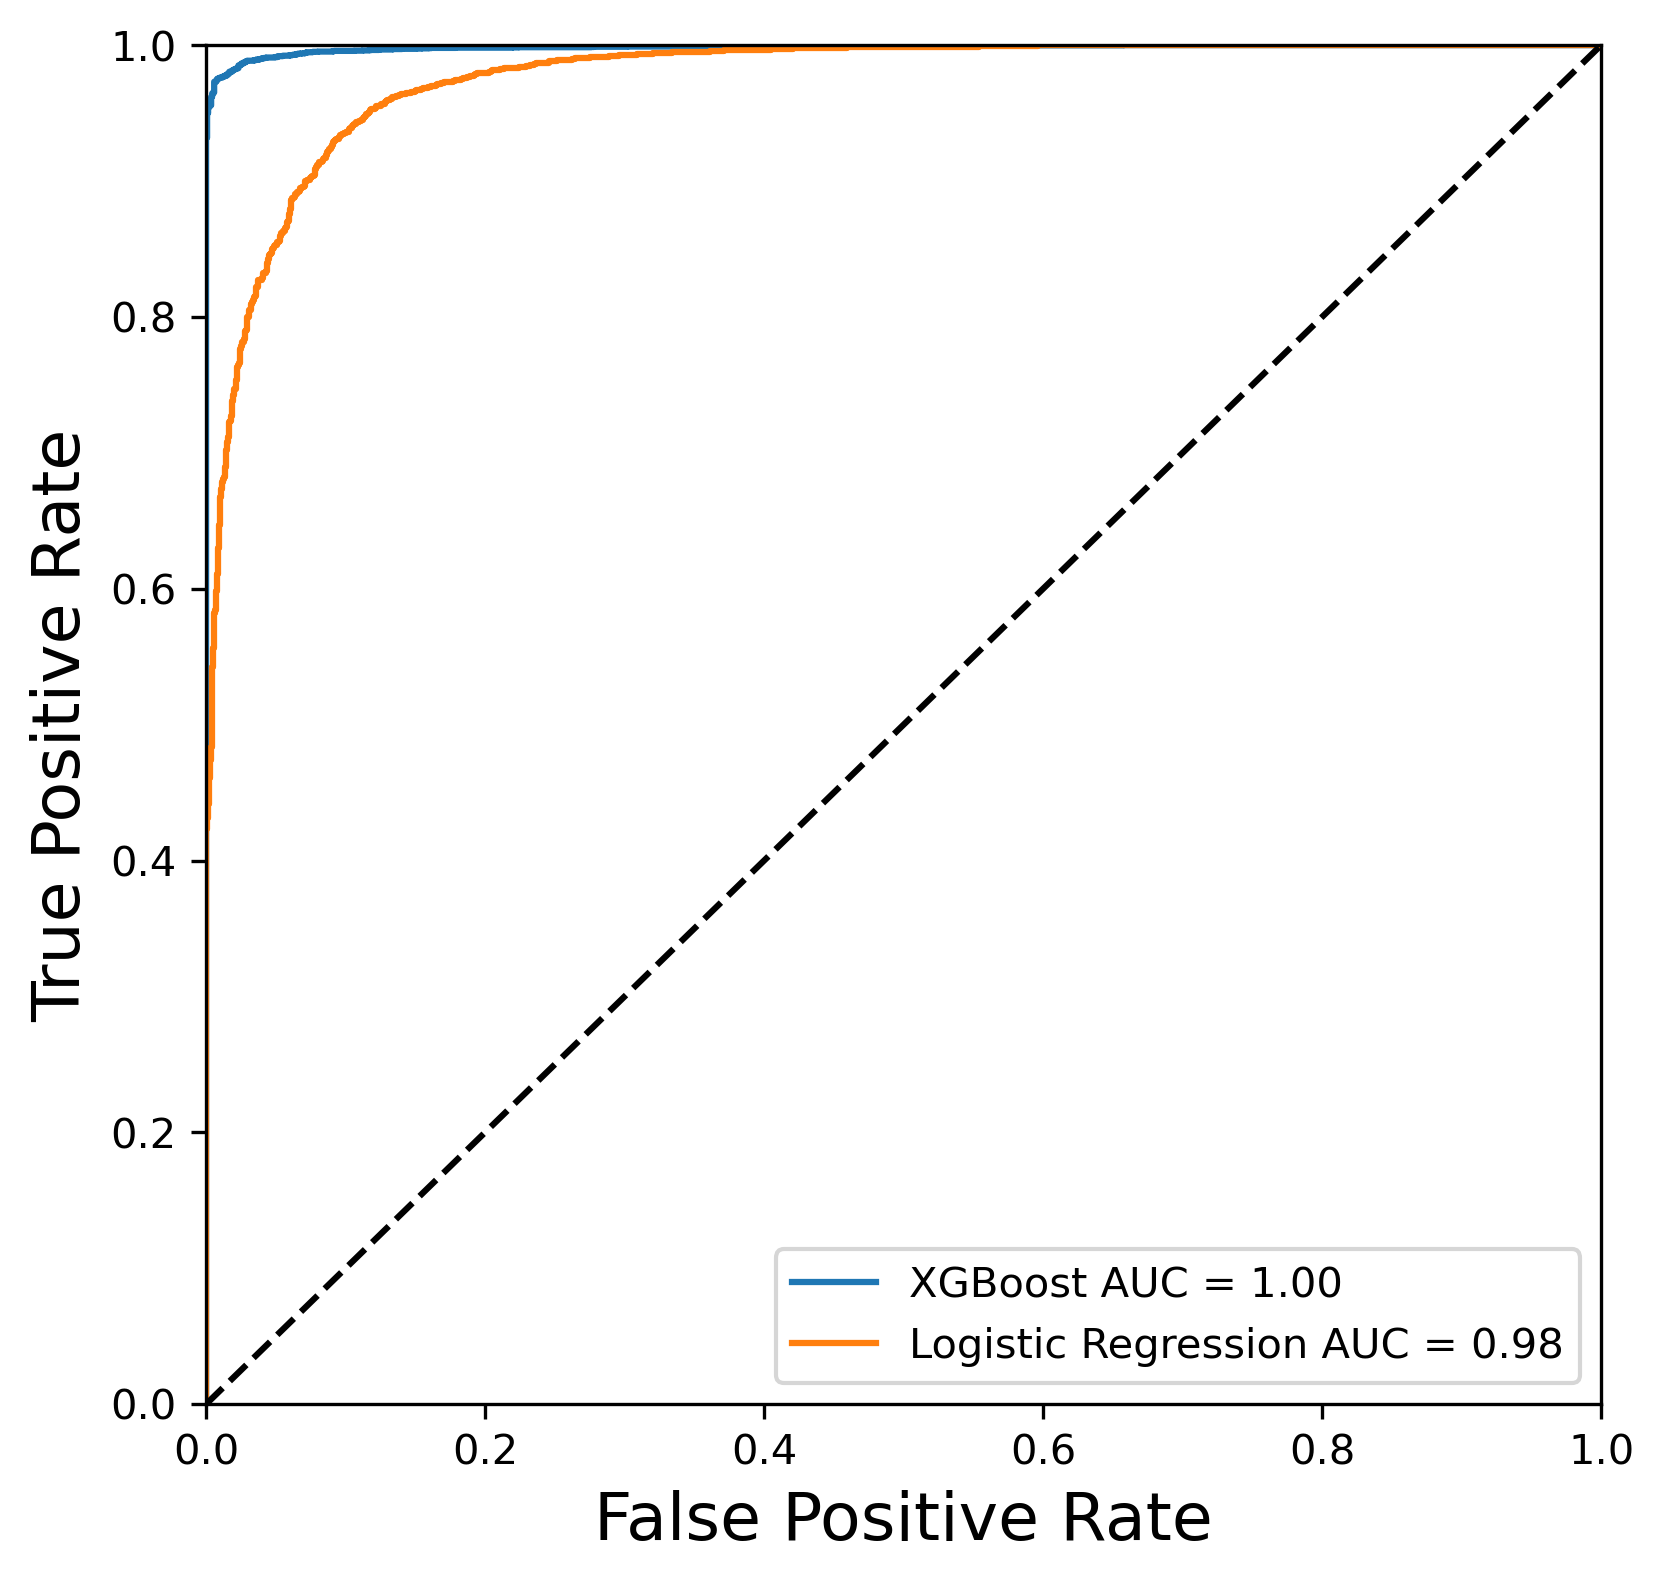 1.0
0.8
0.6
0.4
0.2
0.0
True Positive Rate
XGBoost AUC = 1.00
Logistic Regression AUC = 0.98
0.0 0.2 0.4 0.6 0.8 1.0
False Positive Rate